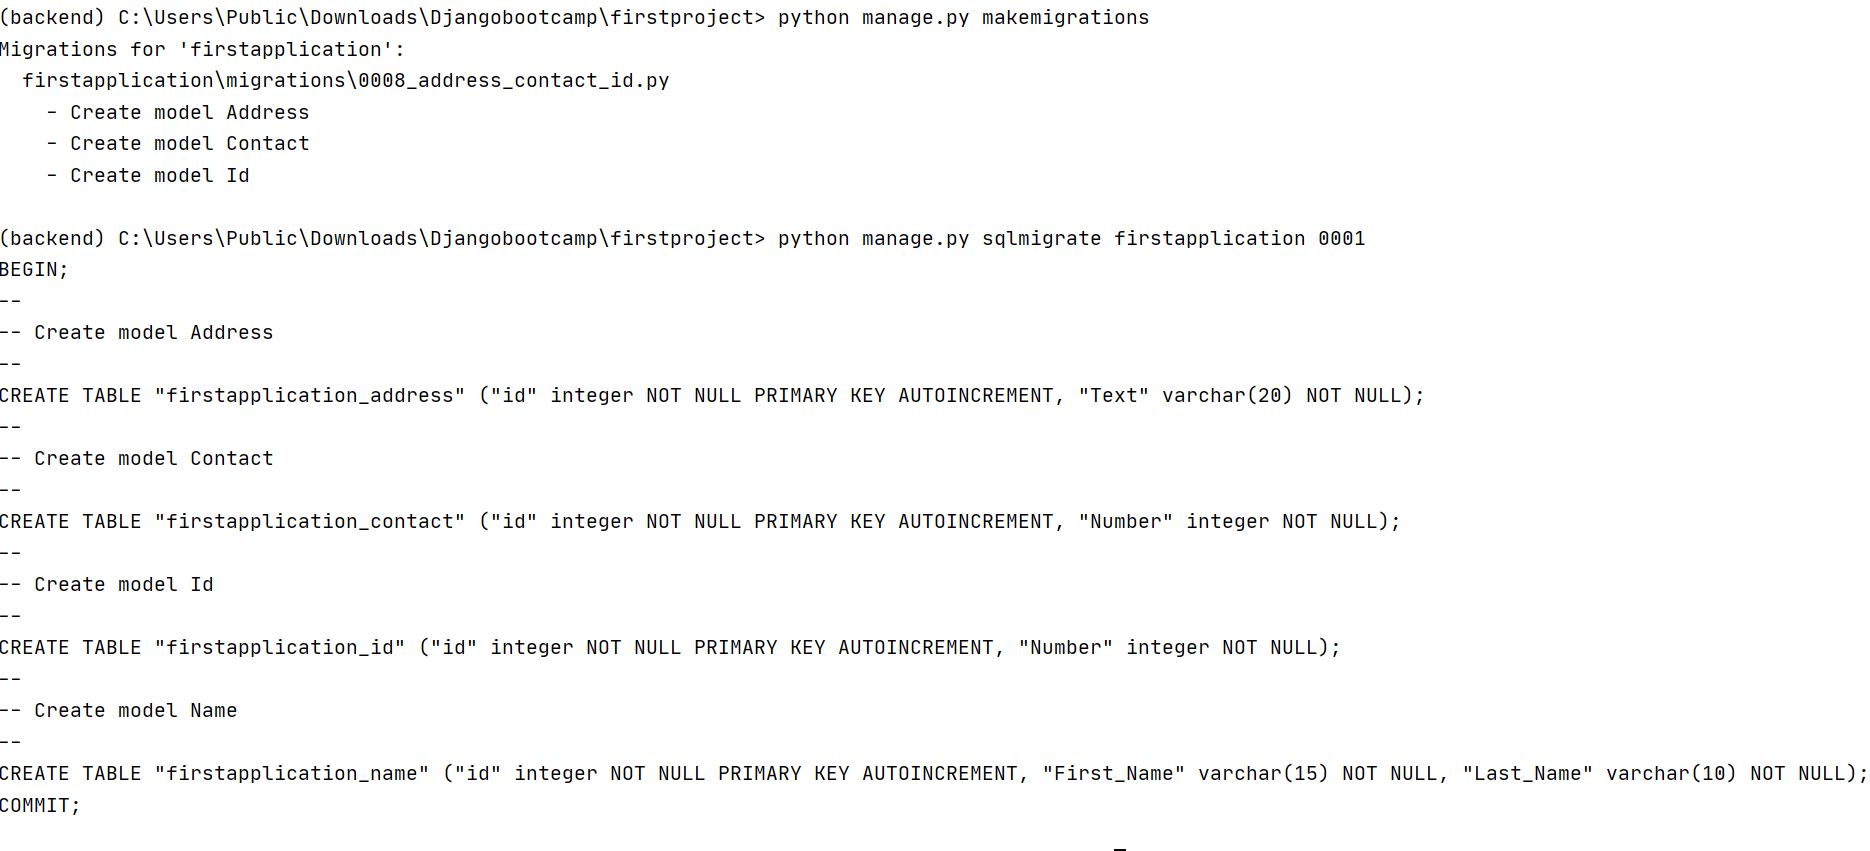 (backend) C:\Users\Public\Downloads\Djangobootcamp\firstproject> python manage.py makemigrations
Migrations for 'firstapplication':
  firstapplication\migrations\0008_address_contact_id.py
    - Create model Address
    - Create model Contact
    - Create model Id
(backend) C:\Users\Public\Downloads\Djangobootcamp\firstproject> python manage.py sqlmigrate firstapplication 0001
BEGIN;
--
-- Create model Address
--
CREATE TABLE "firstapplication_address" ("id" integer NOT NULL PRIMARY KEY AUTOINCREMENT, "Text" varchar(20) NOT NULL);
--
-- Create model Contact
--
CREATE TABLE "firstapplication_contact" ("id" integer NOT NULL PRIMARY KEY AUTOINCREMENT, "Number" integer NOT NULL);
--
-- Create model Id
--
CREATE TABLE "firstapplication_id" ("id" integer NOT NULL PRIMARY KEY AUTOINCREMENT, "Number" integer NOT NULL);
--
-- Create model Name
--
CREATE TABLE "firstapplication_name" ("id" integer NOT NULL PRIMARY KEY AUTOINCREMENT, "First_Name" varchar(15) NOT NULL, "Last_Name" varchar(10) NOT NULL);
COMMIT;